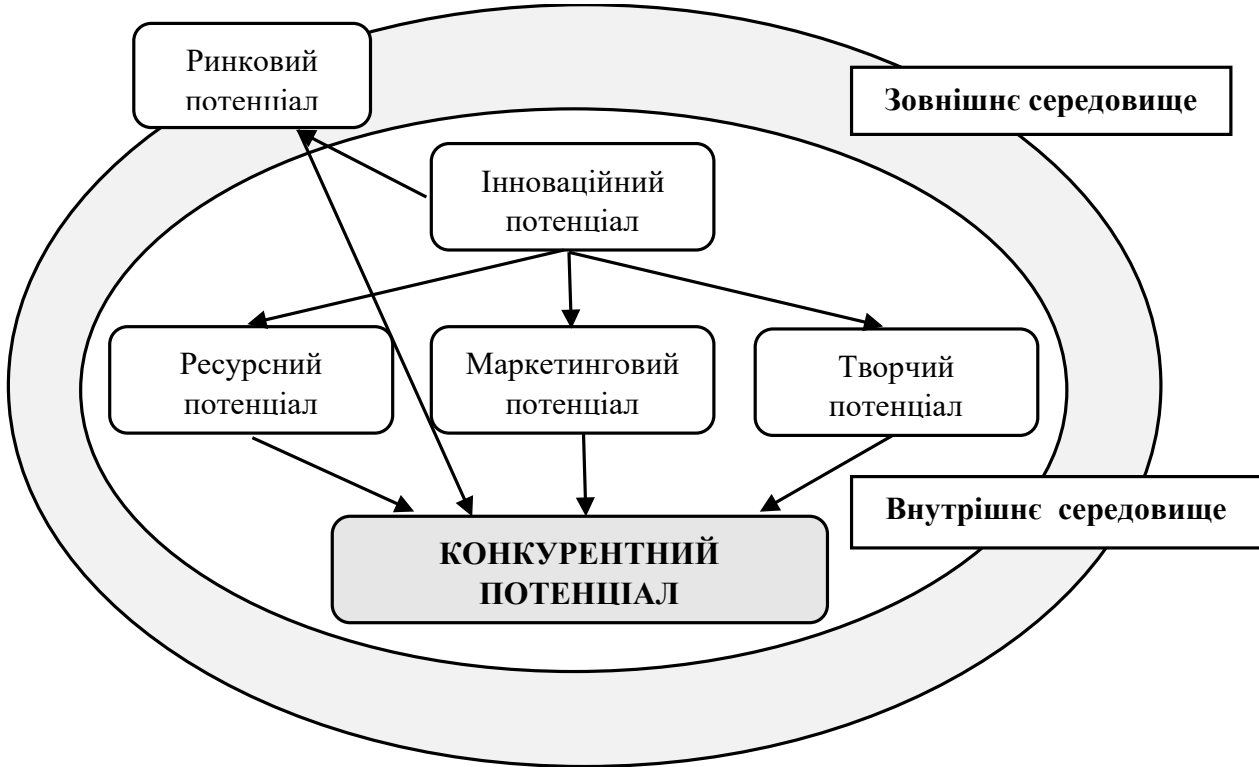 Ринковий
потенціал
Зовнішнє середовище
Інноваційний
потенціал
Ресурсний
потенціал
Маркетинговий
потенціал
Творчий
потенціал
Внутрішнє середовище
КОНКУРЕНТНИЙ
ПОТЕНЦІАЛ